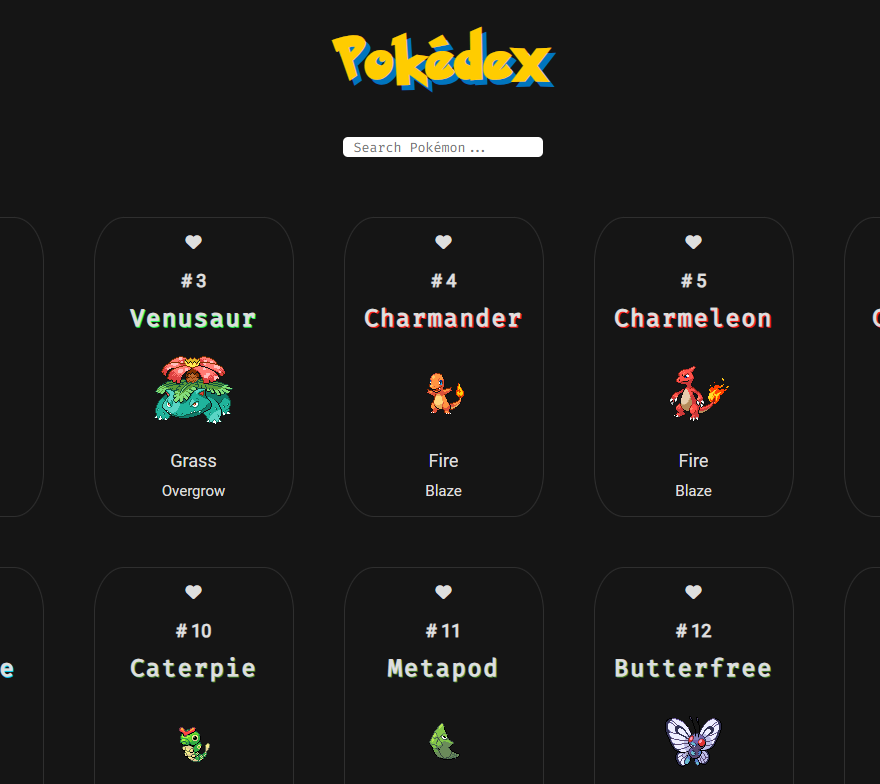 Pokédex
Search Pokémon...
#3
Venusaur
Grass
Overgrow
#4
Charmander
Fire
Blaze
#5
Charmeleon
Fire
Blaze
e
#10
Caterpie
#11
Metapod
#12
Butterfree